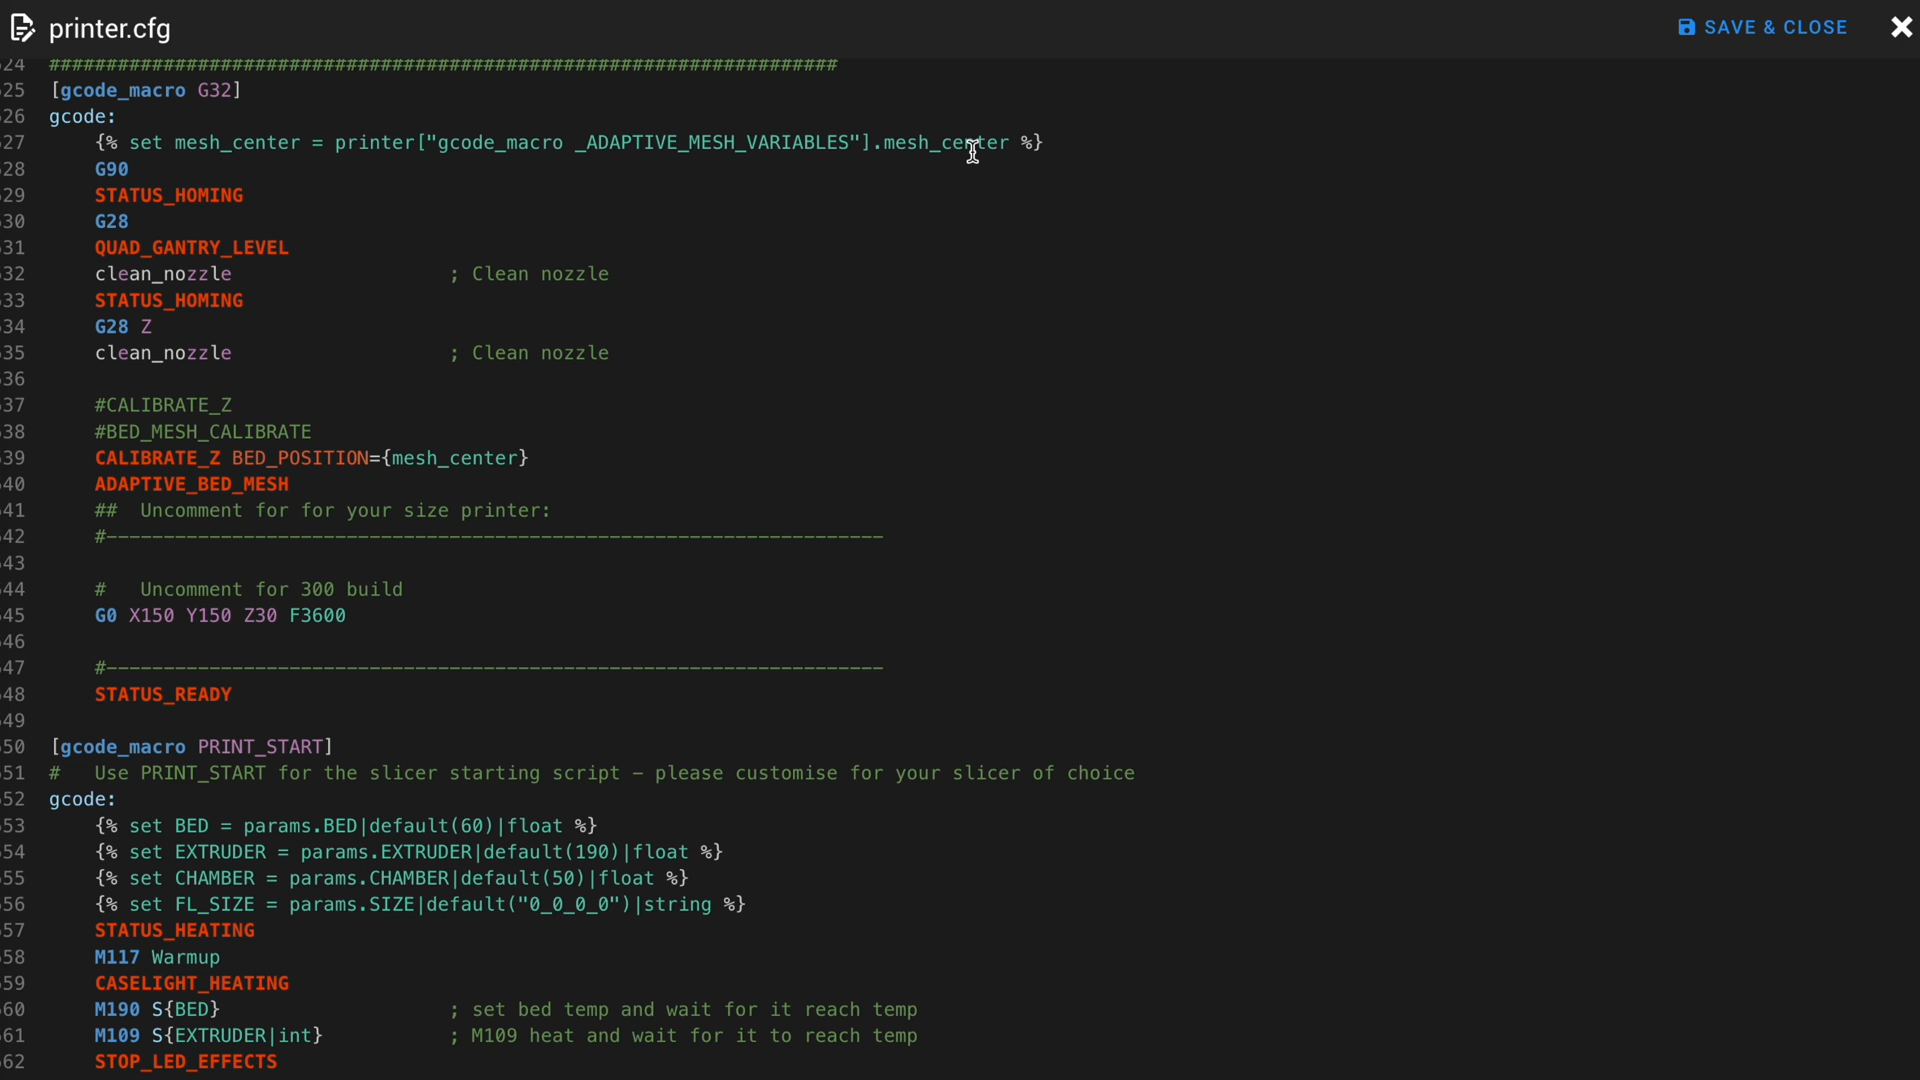 printer.cfg
SAVE & CLOSE
24 #####################################################################
25 [gcode_macro G32]
26 gcode:
27     {% set mesh_center = printer["gcode_macro _ADAPTIVE_MESH_VARIABLES"].mesh_center %}
28     G90
29     STATUS_HOMING
30     G28
31     QUAD_GANTRY_LEVEL
32     clean_nozzle                   ; Clean nozzle
33     STATUS_HOMING
34     G28 Z
35     clean_nozzle                   ; Clean nozzle
36
37     #CALIBRATE_Z
38     #BED_MESH_CALIBRATE
39     CALIBRATE_Z BED_POSITION={mesh_center}
40     ADAPTIVE_BED_MESH
41     ##  Uncomment for for your size printer:
42     #--------------------------------------------------------------------
43
44     #   Uncomment for 300 build
45     G0 X150 Y150 Z30 F3600
46
47     #--------------------------------------------------------------------
48     STATUS_READY
49
50 [gcode_macro PRINT_START]
51 #   Use PRINT_START for the slicer starting script - please customise for your slicer of choice
52 gcode:
53     {% set BED = params.BED|default(60)|float %}
54     {% set EXTRUDER = params.EXTRUDER|default(190)|float %}
55     {% set CHAMBER = params.CHAMBER|default(50)|float %}
56     {% set FL_SIZE = params.SIZE|default("0_0_0_0")|string %}
57     STATUS_HEATING
58     M117 Warmup
59     CASELIGHT_HEATING
60     M190 S{BED}                    ; set bed temp and wait for it reach temp
61     M109 S{EXTRUDER|int}           ; M109 heat and wait for it to reach temp
62     STOP_LED_EFFECTS